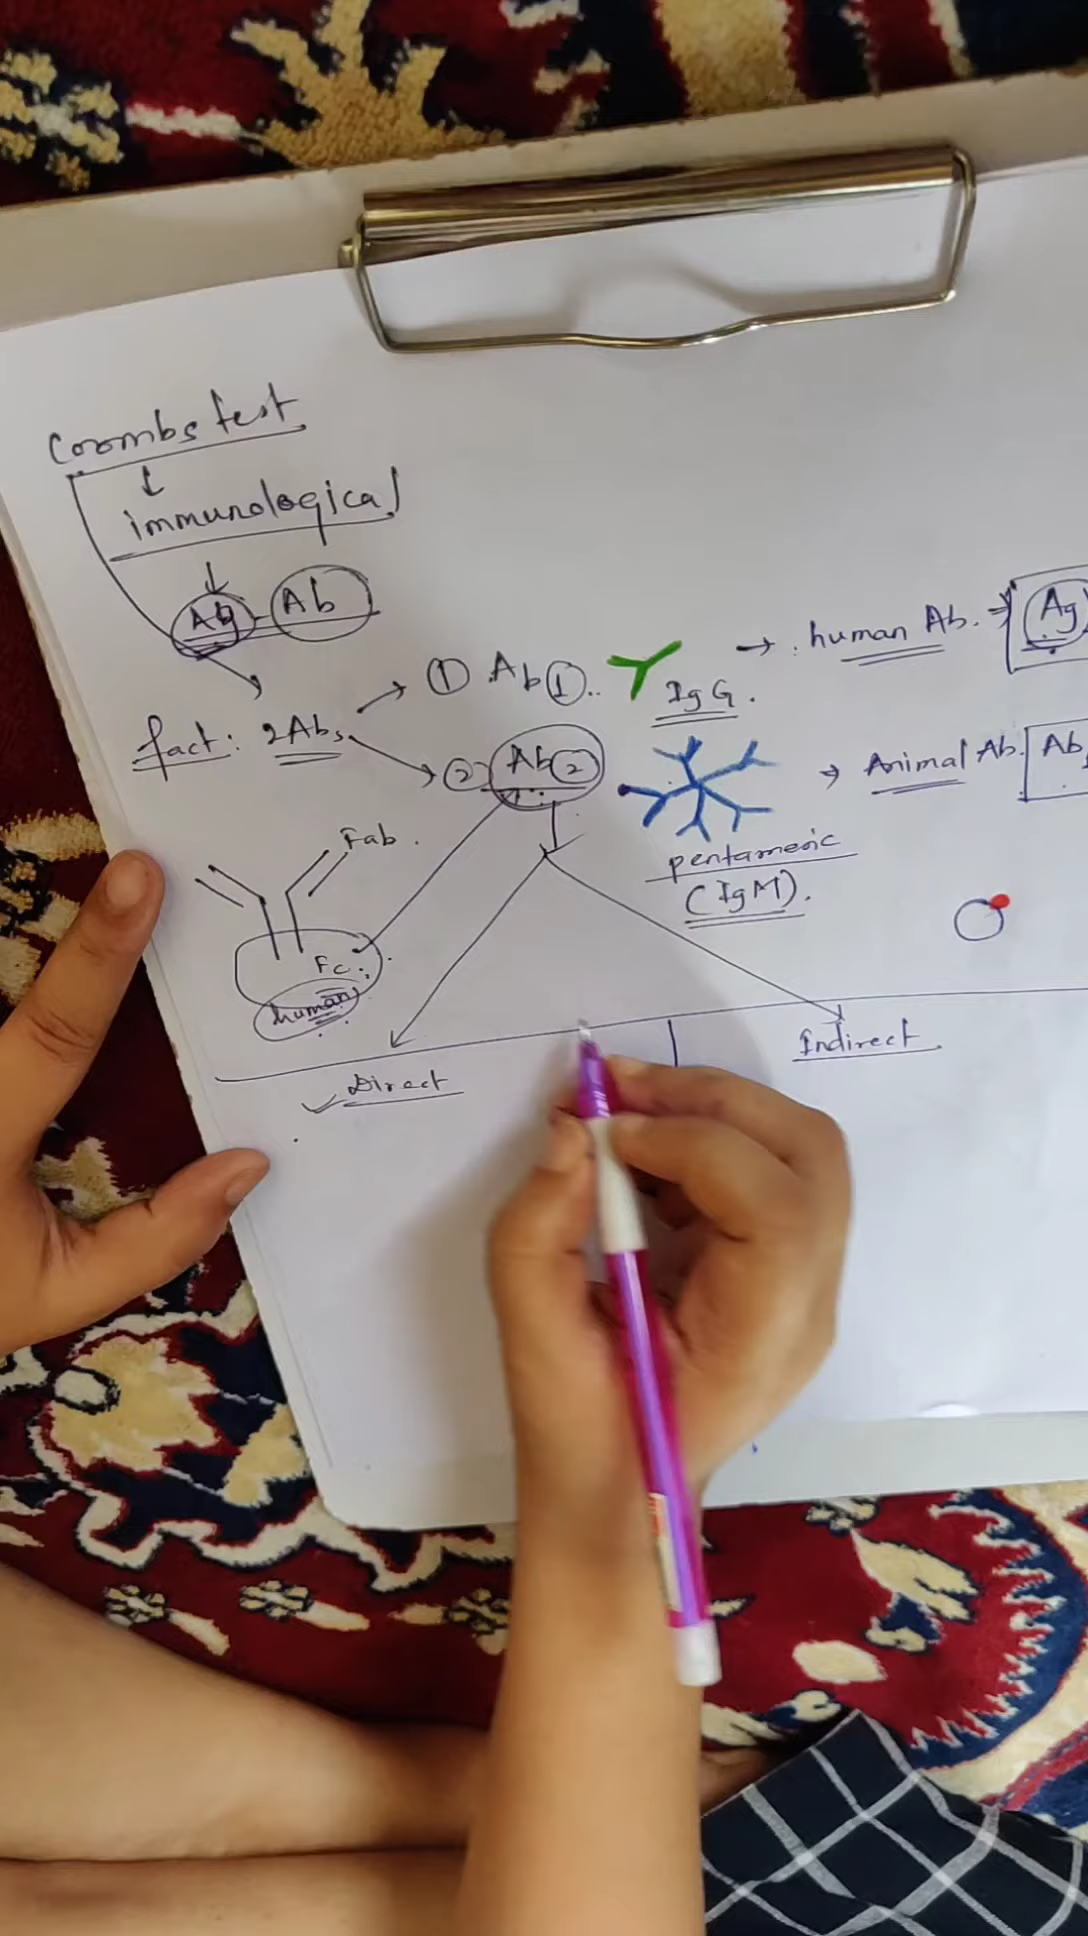 Coombs test
↓
immunological
↓
Ag - Ab
fact: 2Abs
① Ab①.. IgG. → human Ab. → Ag
② Ab② → Animal Ab. Ab
pentameric
(IgM).
Fab.
Fc.
human
✓ Direct
Indirect